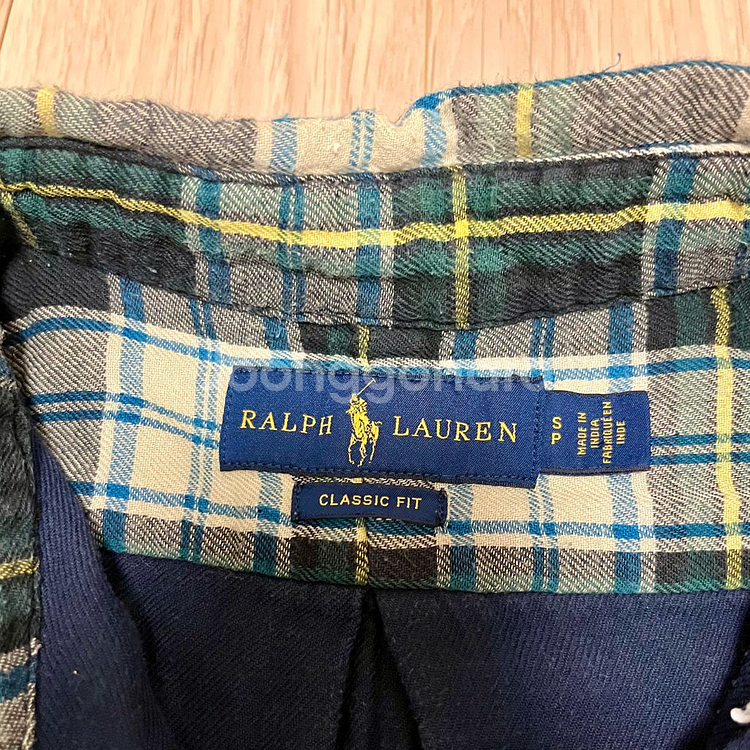 RALPH LAUREN
CLASSIC FIT
S
P
MADE IN
INDIA
FABRIQUÉ EN
INDE